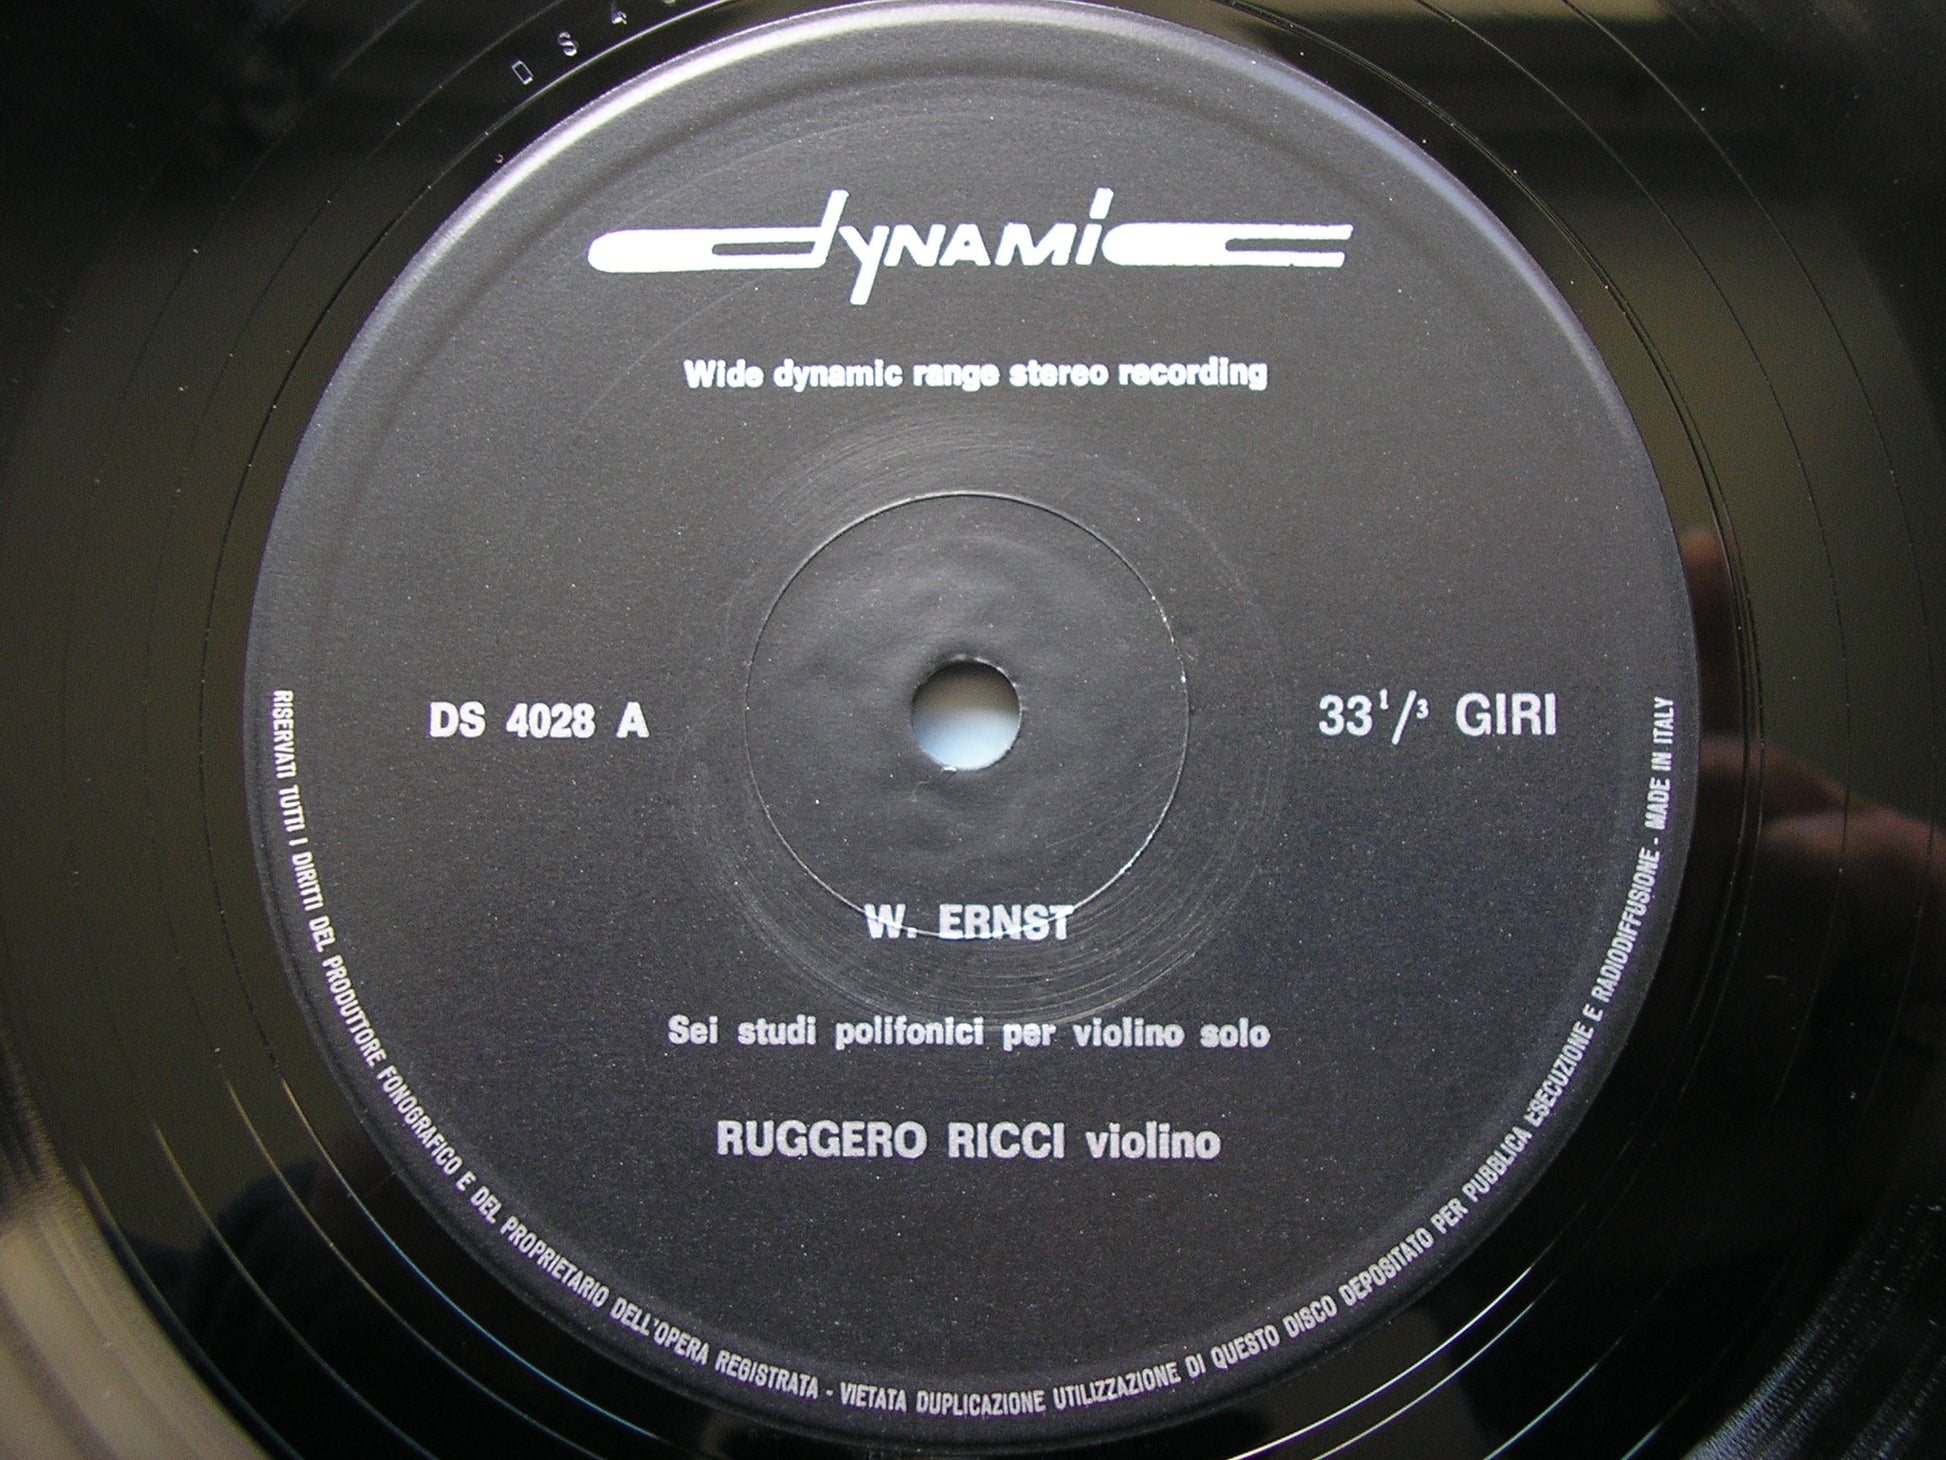 D S 4
dynamic
Wide dynamic range stereo recording
DS 4028 A
33 1/3 GIRI
W. ERNST
Sei studi polifonici per violino solo
RUGGERO RICCI violino
RISERVATI TUTTI I DIRITTI DEL PRODUTTORE FONOGRAFICO E DEL PROPRIETARIO DELL'OPERA REGISTRATA - VIETATA DUPLICAZIONE UTILIZZAZIONE DI QUESTO DISCO DEPOSITATO PER PUBBLICA ESECUZIONE E RADIODIFFUSIONE - MADE IN ITALY